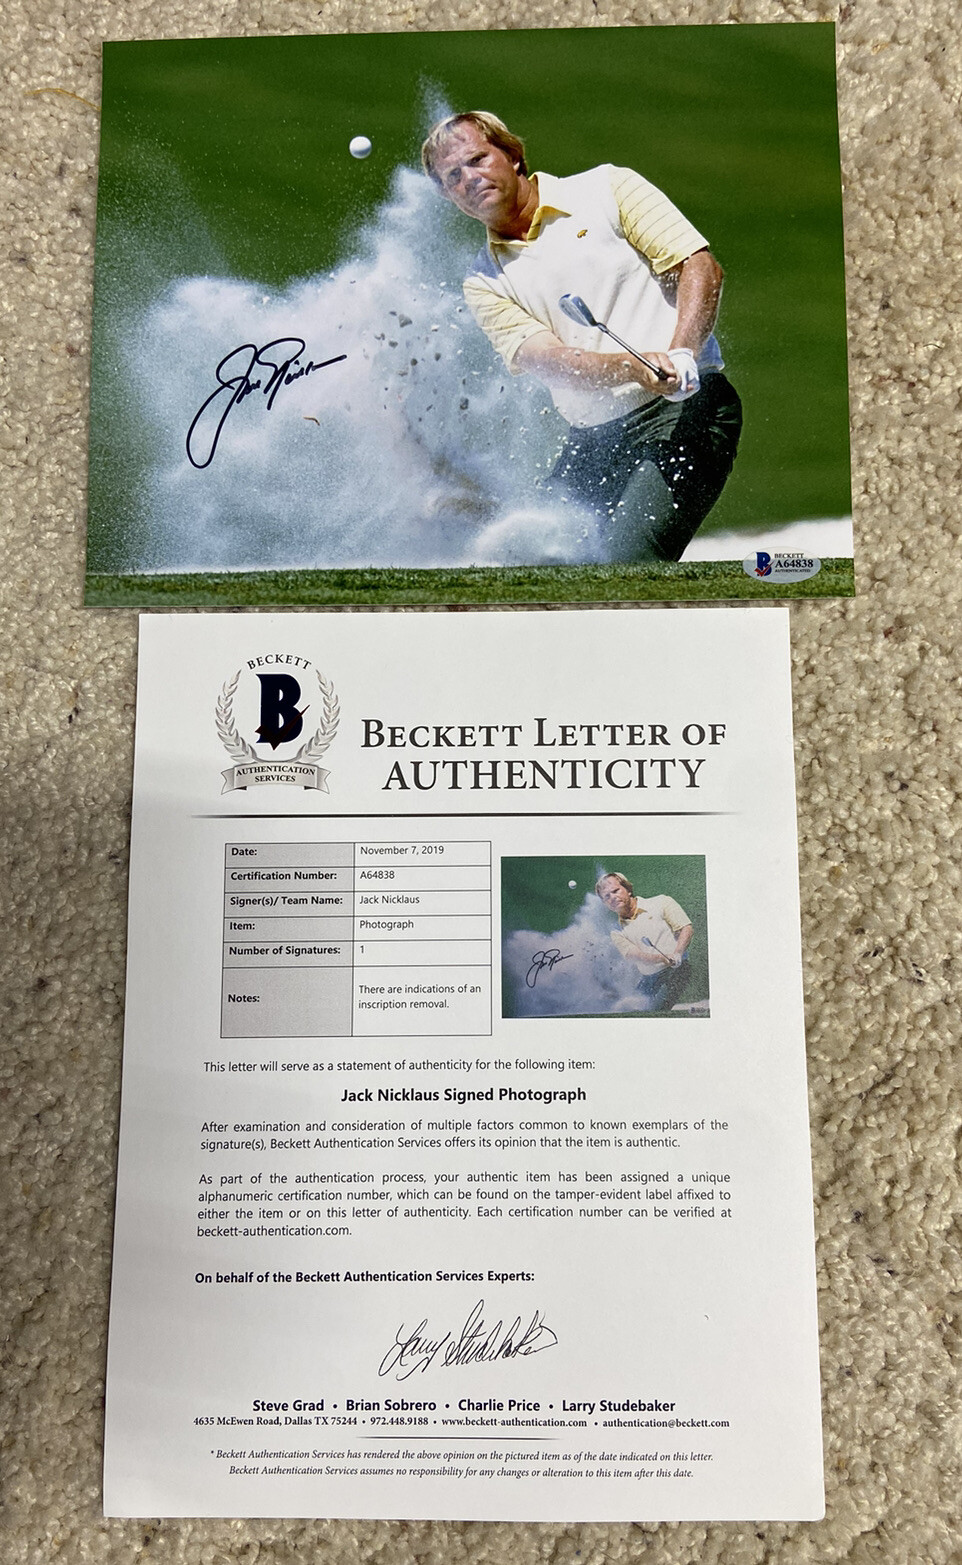 Jack Nicklaus
BECKETT
A64838
AUTHENTICATED
BECKETT
B
AUTHENTICATION
SERVICES
BECKETT LETTER OF
AUTHENTICITY
Date: November 7, 2019
Certification Number: A64838
Signer(s)/ Team Name: Jack Nicklaus
Item: Photograph
Number of Signatures: 1
Notes: There are indications of an
inscription removal.
This letter will serve as a statement of authenticity for the following item:
Jack Nicklaus Signed Photograph
After examination and consideration of multiple factors common to known exemplars of the
signature(s), Beckett Authentication Services offers its opinion that the item is authentic.
As part of the authentication process, your authentic item has been assigned a unique
alphanumeric certification number, which can be found on the tamper-evident label affixed to
either the item or on this letter of authenticity. Each certification number can be verified at
beckett-authentication.com.
On behalf of the Beckett Authentication Services Experts:
Larry Studebaker
Steve Grad • Brian Sobrero • Charlie Price • Larry Studebaker
4635 McEwen Road, Dallas TX 75244 • 972.448.9188 • www.beckett-authentication.com • authentication@beckett.com
* Beckett Authentication Services has rendered the above opinion on the pictured item as of the date indicated on this letter.
Beckett Authentication Services assumes no responsibility for any changes or alteration to this item after this date.